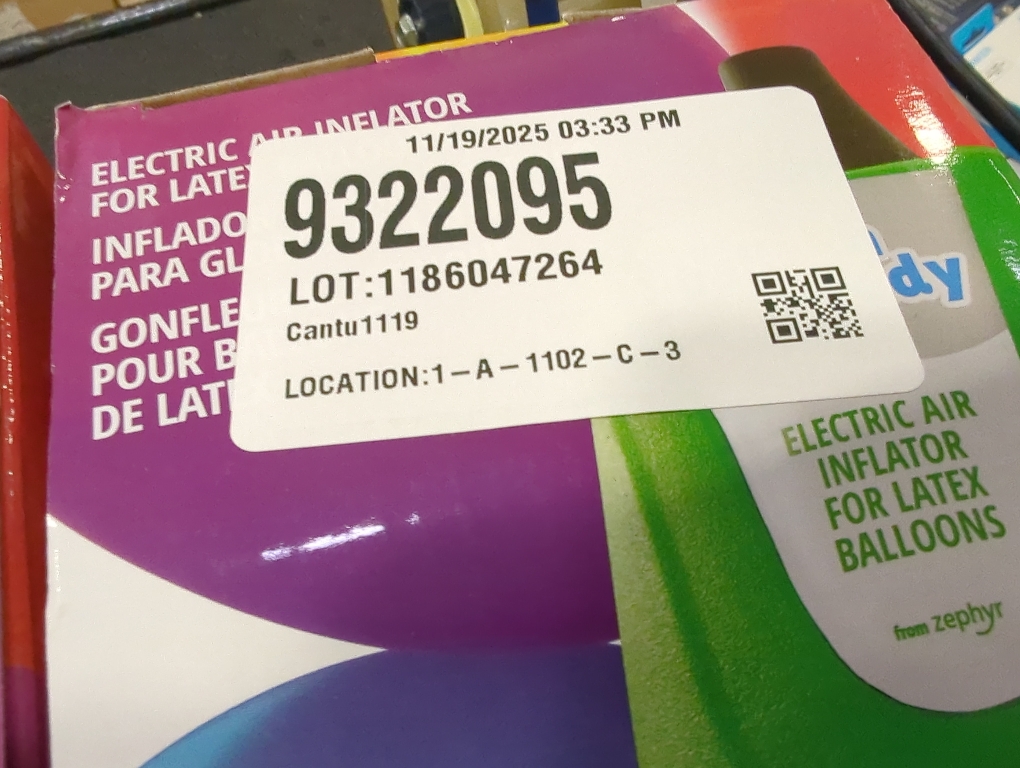 ELECTRIC AIR INFLATOR
FOR LATE
INFLADO
PARA GL
GONFLE
POUR B
DE LATI
11/19/2025 03:33 PM
9322095
LOT:1186047264
Cantu1119
LOCATION:1-A-1102-C-3
dy
ELECTRIC AIR
INFLATOR
FOR LATEX
BALLOONS
from zephyr